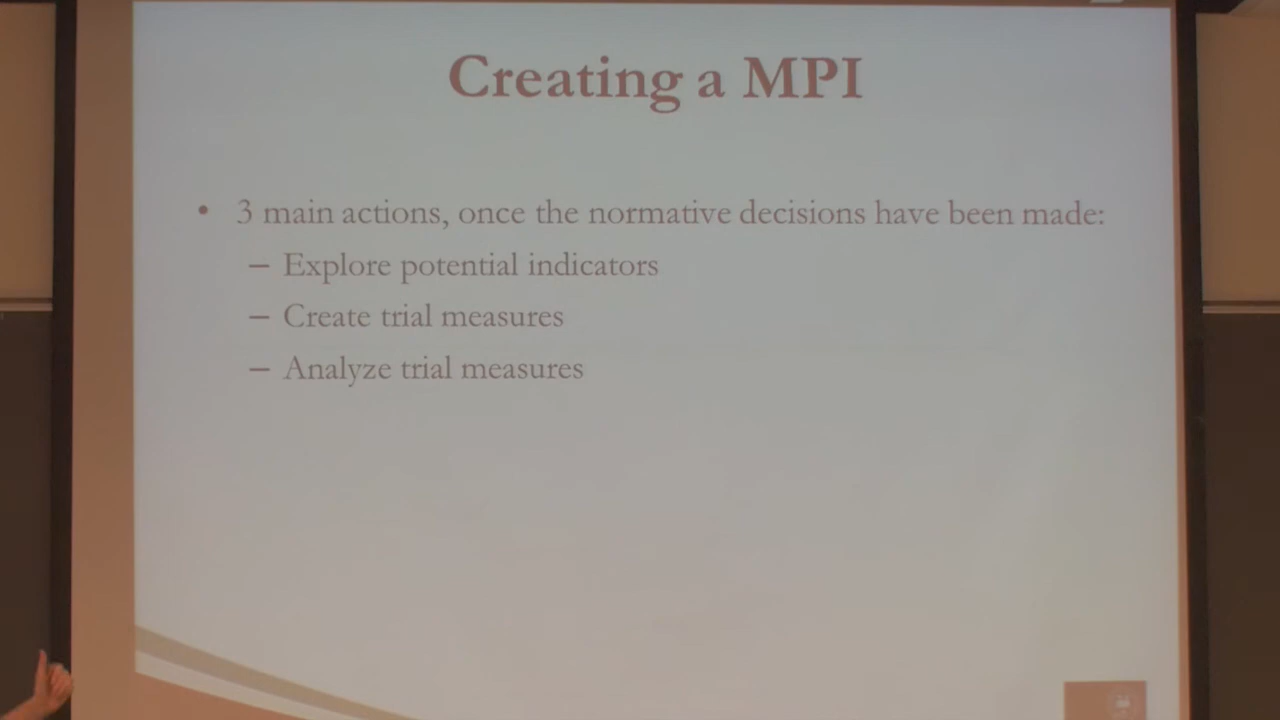 Creating a MPI
• 3 main actions, once the normative decisions have been made:
– Explore potential indicators
– Create trial measures
– Analyze trial measures